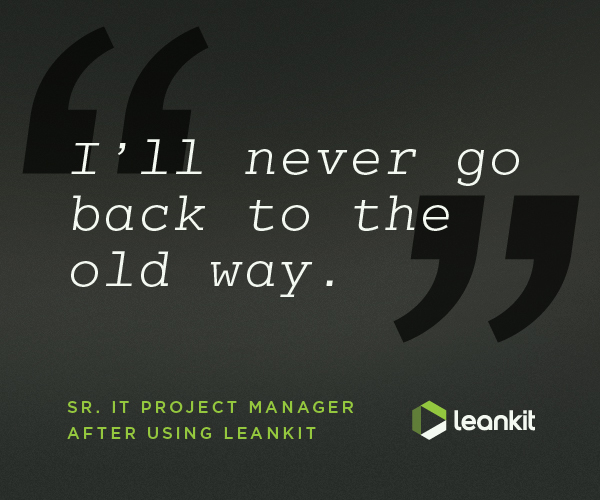 I’ll never go
back to the
old way.
SR. IT PROJECT MANAGER
AFTER USING LEANKIT
leankit